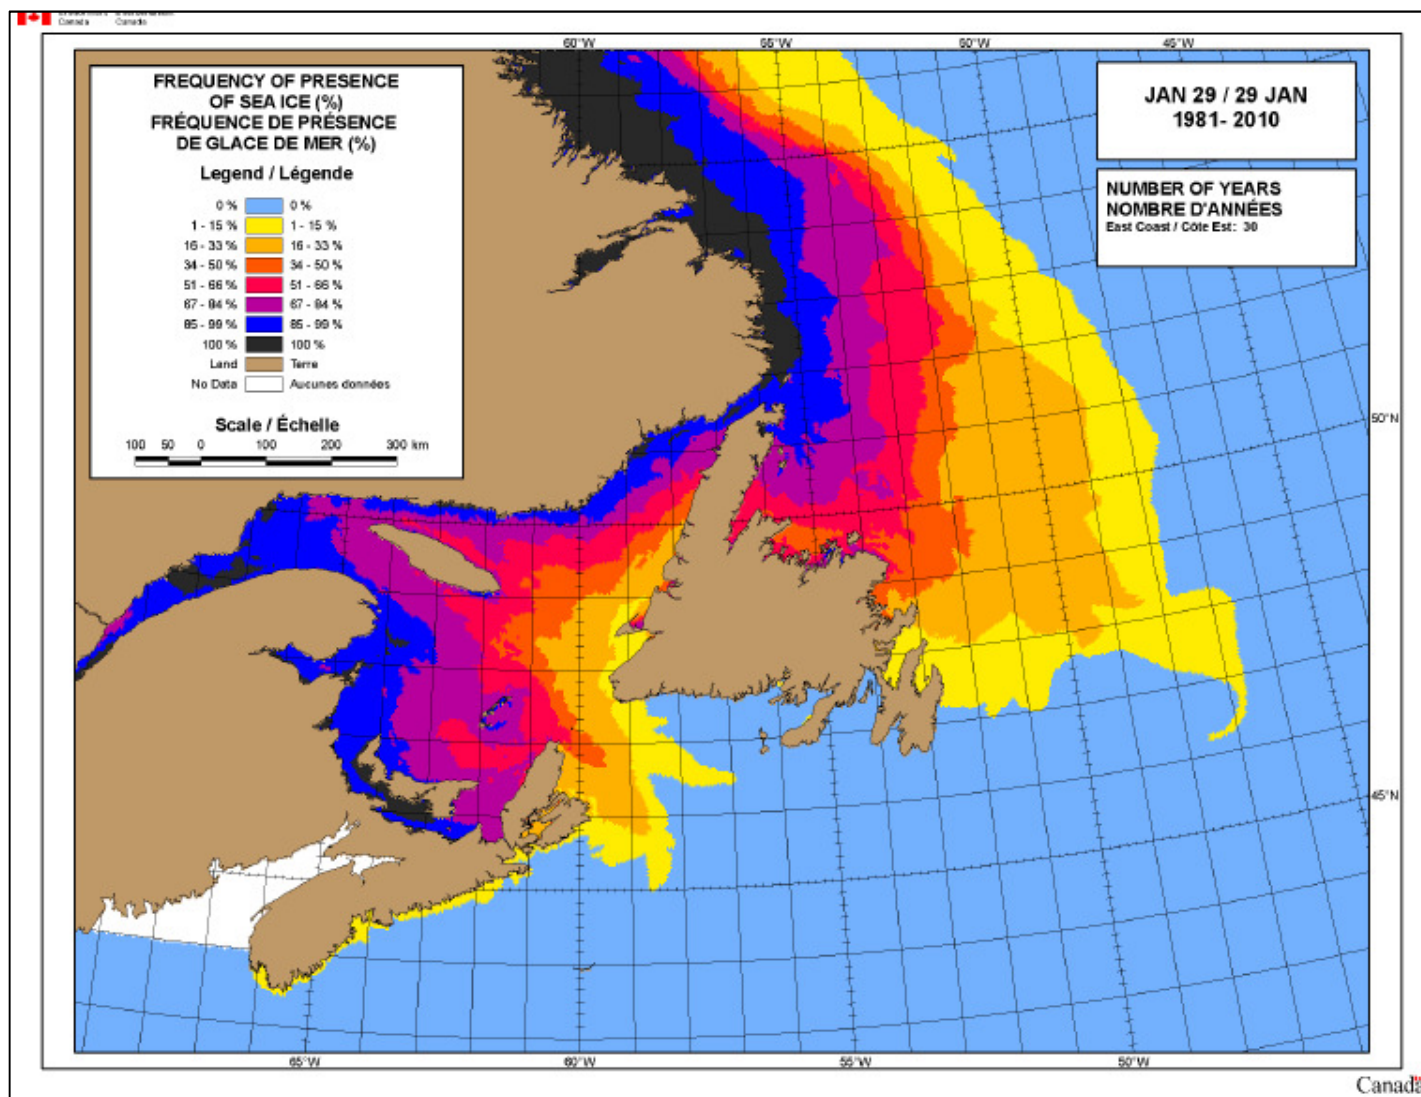 Canada Canada
60°W 55°W 50°W 45°W
FREQUENCY OF PRESENCE
OF SEA ICE (%)
FRÉQUENCE DE PRÉSENCE
DE GLACE DE MER (%)
Legend / Légende
0 % 0 %
1 - 15 % 1 - 15 %
16 - 33 % 16 - 33 %
34 - 50 % 34 - 50 %
51 - 66 % 51 - 66 %
67 - 84 % 67 - 84 %
85 - 99 % 85 - 99 %
100 % 100 %
Land Terre
No Data Aucunes données
Scale / Échelle
100 50 0 100 200 300 km
JAN 29 / 29 JAN
1981- 2010
NUMBER OF YEARS
NOMBRE D'ANNÉES
East Coast / Côte Est: 30
50°N
45°N
65°W 60°W 55°W 50°W
Canada